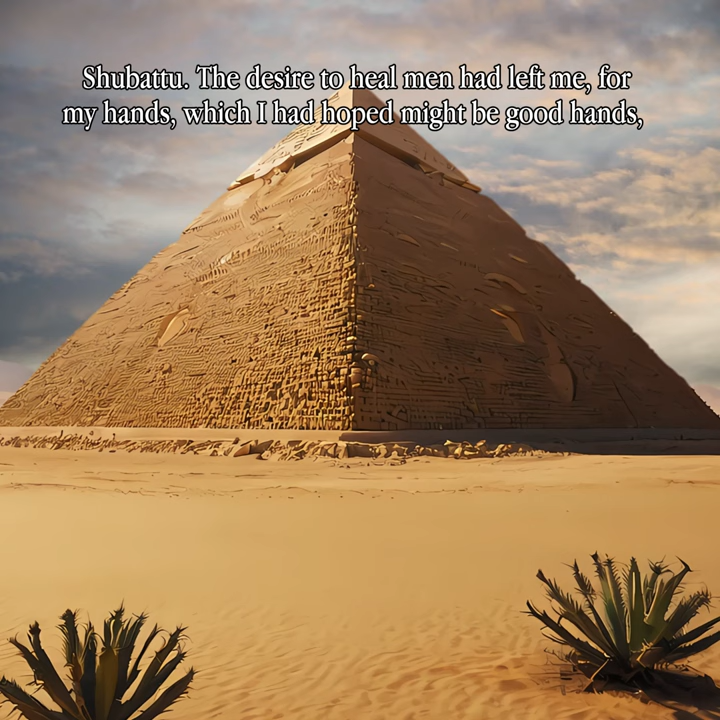 Shubattu. The desire to heal men had left me, for
my hands, which I had hoped might be good hands,